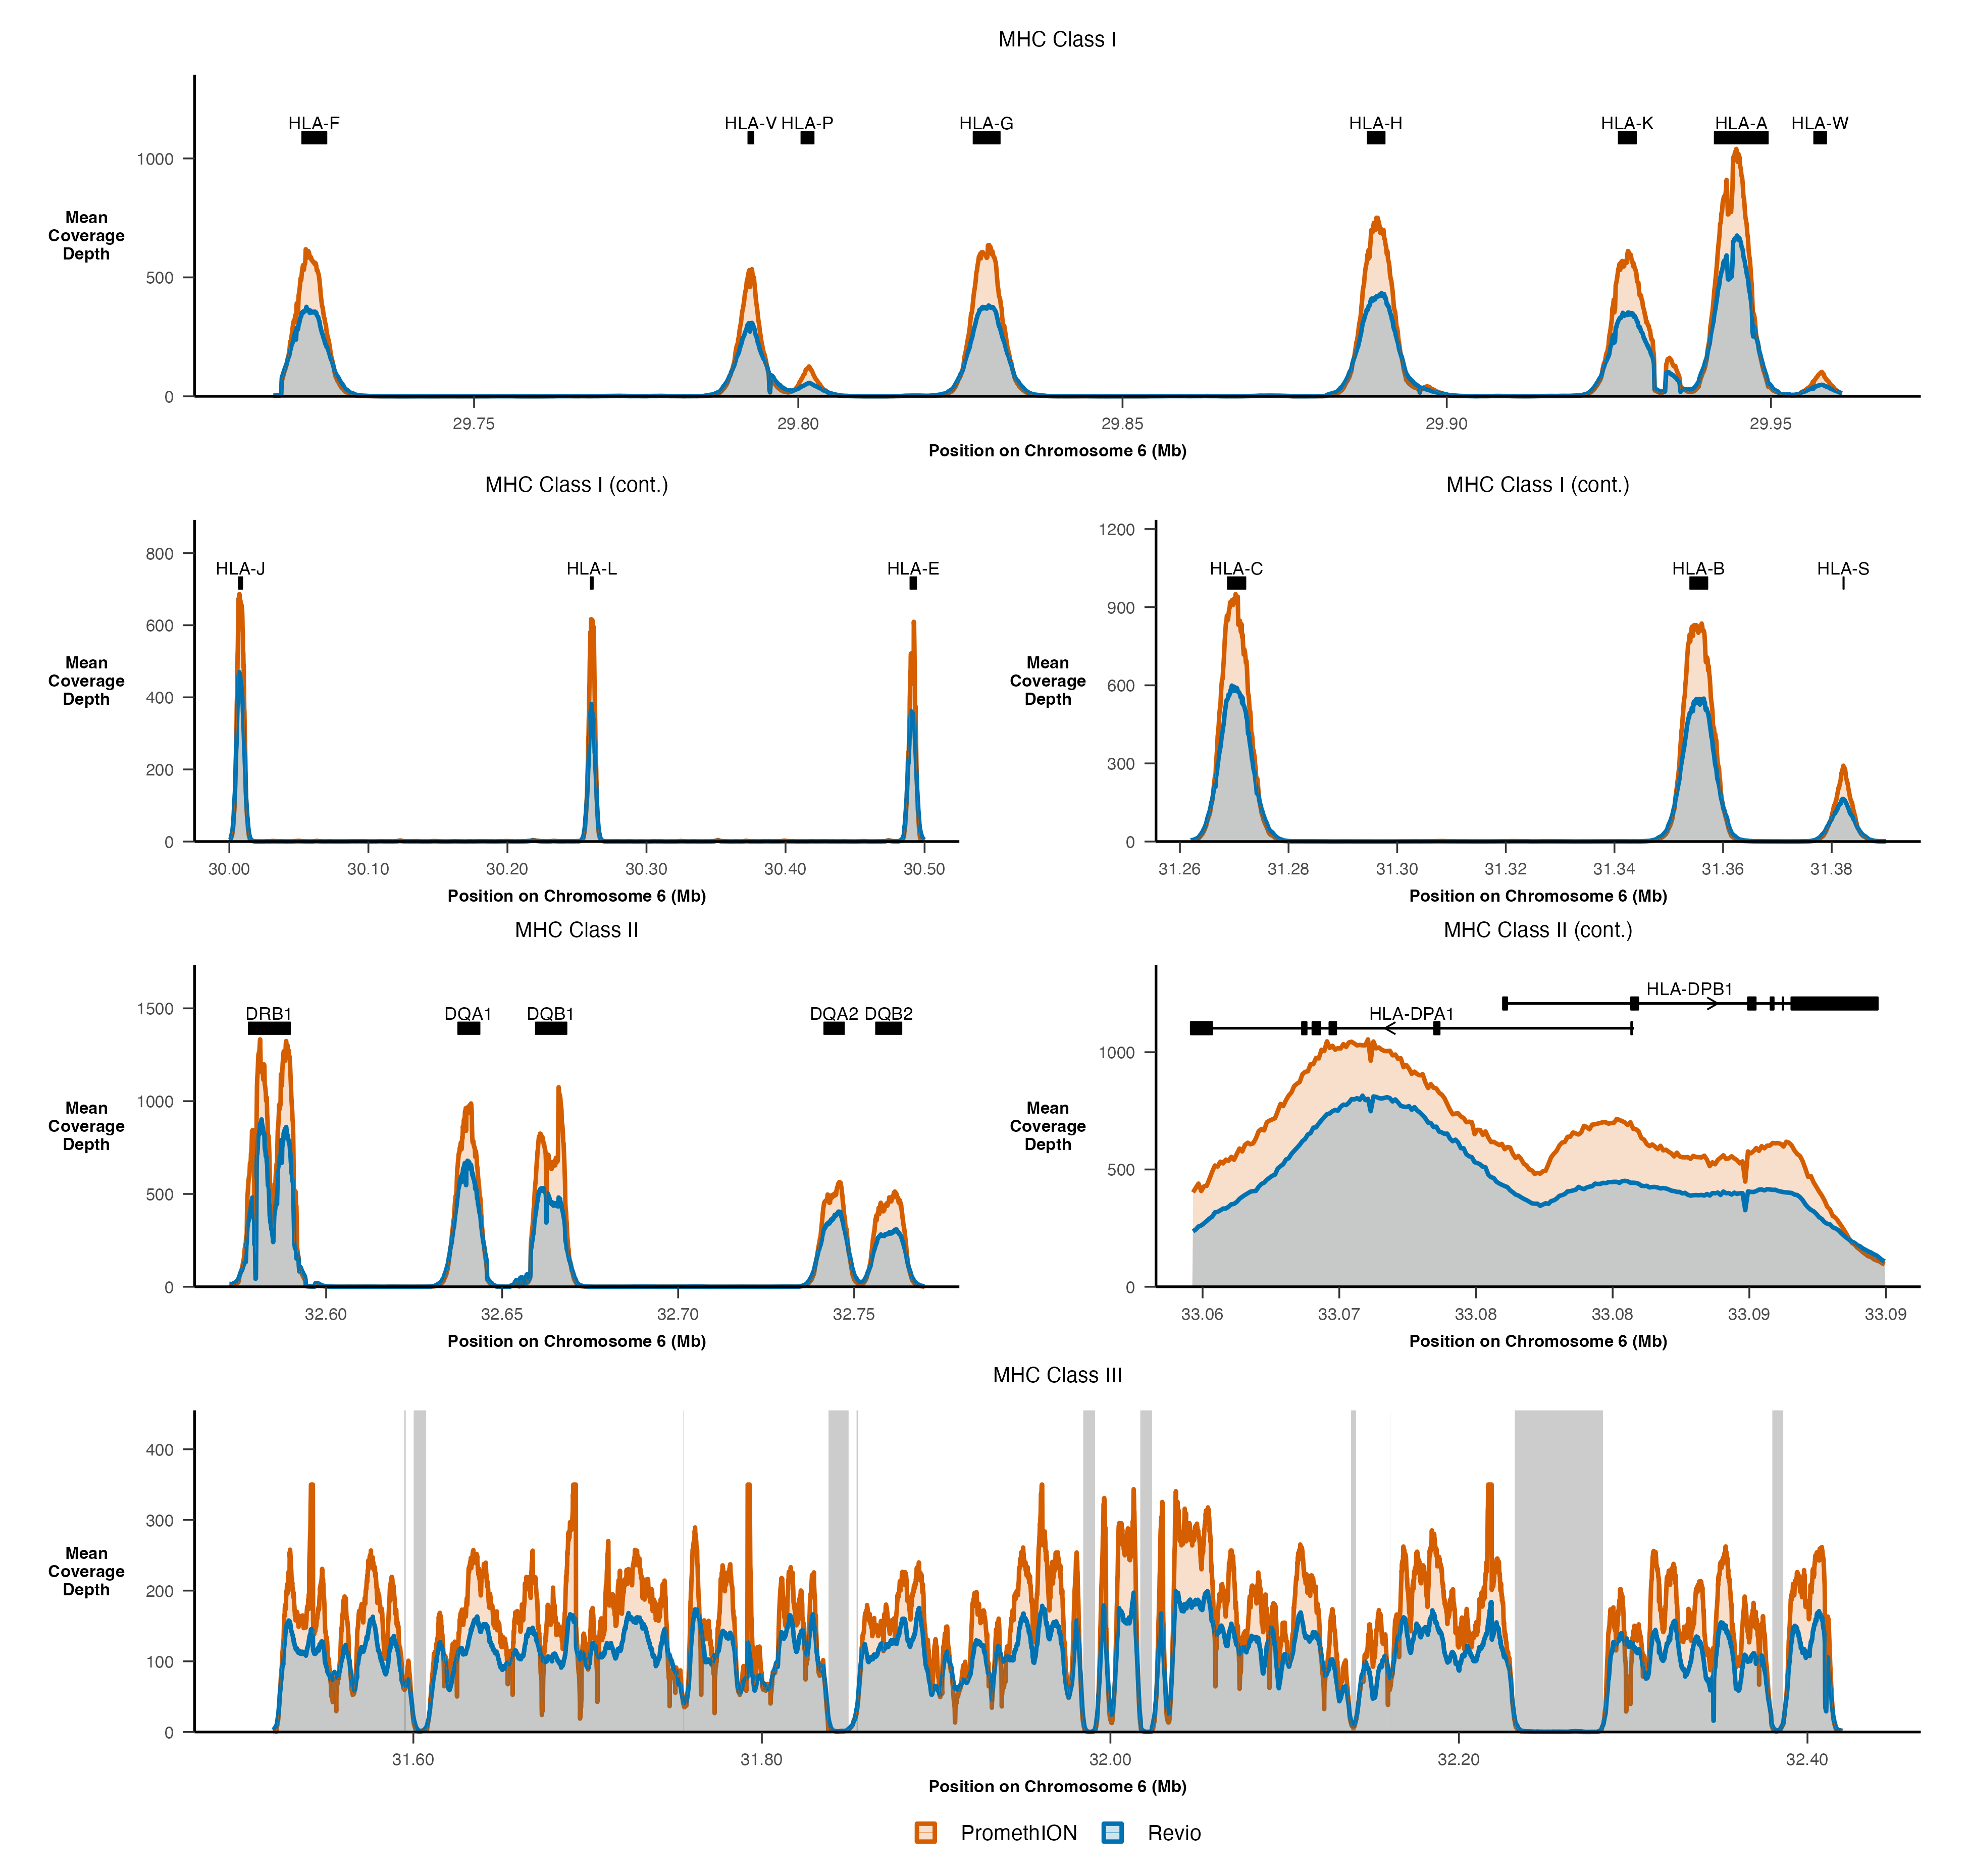 MHC Class I
HLA-F HLA-V HLA-P HLA-G HLA-H HLA-K HLA-A HLA-W
1000
500
0
Mean
Coverage
Depth
29.75 29.80 29.85 29.90 29.95
Position on Chromosome 6 (Mb)
MHC Class I (cont.)
HLA-J HLA-L HLA-E
800
600
400
200
0
Mean
Coverage
Depth
30.00 30.10 30.20 30.30 30.40 30.50
Position on Chromosome 6 (Mb)
MHC Class I (cont.)
HLA-C HLA-B HLA-S
1200
900
600
300
0
Mean
Coverage
Depth
31.26 31.28 31.30 31.32 31.34 31.36 31.38
Position on Chromosome 6 (Mb)
MHC Class II
DRB1 DQA1 DQB1 DQA2 DQB2
1500
1000
500
0
Mean
Coverage
Depth
32.60 32.65 32.70 32.75
Position on Chromosome 6 (Mb)
MHC Class II (cont.)
HLA-DPB1
HLA-DPA1
1000
500
0
Mean
Coverage
Depth
33.06 33.07 33.08 33.08 33.09 33.09
Position on Chromosome 6 (Mb)
MHC Class III
400
300
200
100
0
Mean
Coverage
Depth
31.60 31.80 32.00 32.20 32.40
Position on Chromosome 6 (Mb)
PromethION Revio